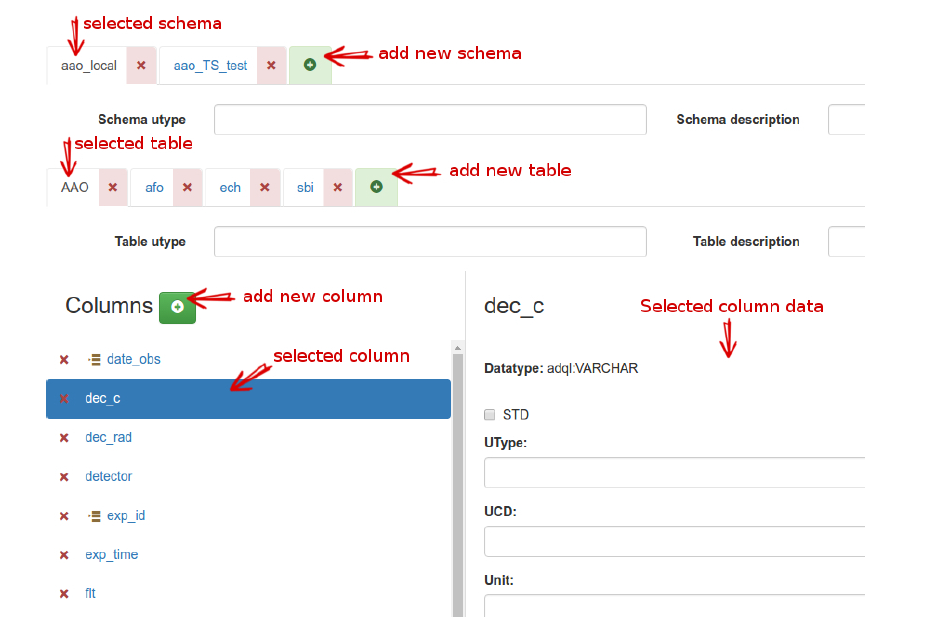 selected schema
aao_local
aao_TS_test
add new schema
Schema utype
Schema description
selected table
AAO
afo
ech
sbi
add new table
Table utype
Table description
Columns
add new column
dec_c
Selected column data
date_obs
selected column
Datatype: adql:VARCHAR
dec_c
STD
dec_rad
UType:
detector
UCD:
exp_id
exp_time
Unit:
flt